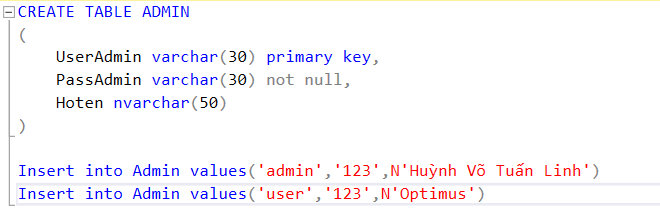 CREATE TABLE ADMIN
(
    UserAdmin varchar(30) primary key,
    PassAdmin varchar(30) not null,
    Hoten nvarchar(50)
)
Insert into Admin values('admin','123',N'Huỳnh Võ Tuấn Linh')
Insert into Admin values('user','123',N'Optimus')